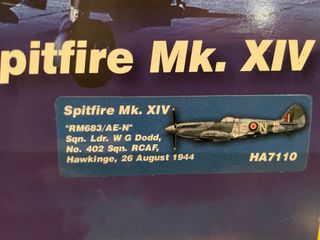 pitfire Mk. XIV
Spitfire Mk. XIV
"RM683/AE-N"
Sqn. Ldr. W G Dodd,
No. 402 Sqn. RCAF,
Hawkinge, 26 August 1944
HA7110
N